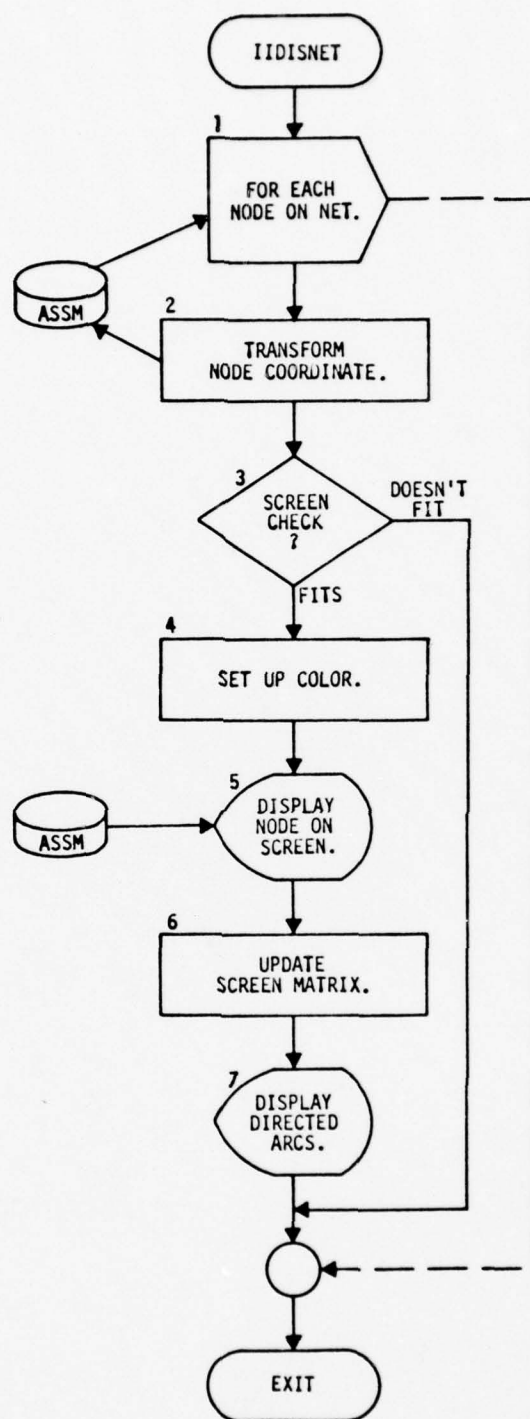 IIDISNET
1
FOR EACH
NODE ON NET.
ASSM
2
TRANSFORM
NODE COORDINATE.
3
SCREEN
CHECK
?
DOESN'T
FIT
FITS
4
SET UP COLOR.
5
DISPLAY
NODE ON
SCREEN.
ASSM
6
UPDATE
SCREEN MATRIX.
7
DISPLAY
DIRECTED
ARCS.
EXIT